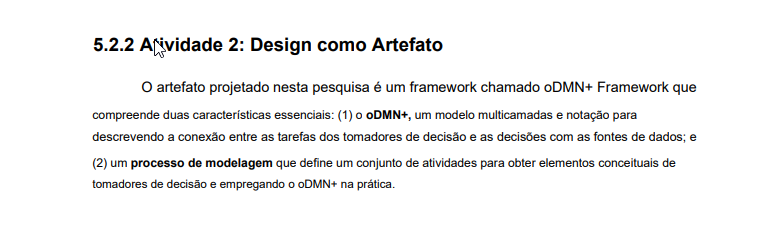 5.2.2 Atividade 2: Design como Artefato
O artefato projetado nesta pesquisa é um framework chamado oDMN+ Framework que
compreende duas características essenciais: (1) o oDMN+, um modelo multicamadas e notação para
descrevendo a conexão entre as tarefas dos tomadores de decisão e as decisões com as fontes de dados; e
(2) um processo de modelagem que define um conjunto de atividades para obter elementos conceituais de
tomadores de decisão e empregando o oDMN+ na prática.